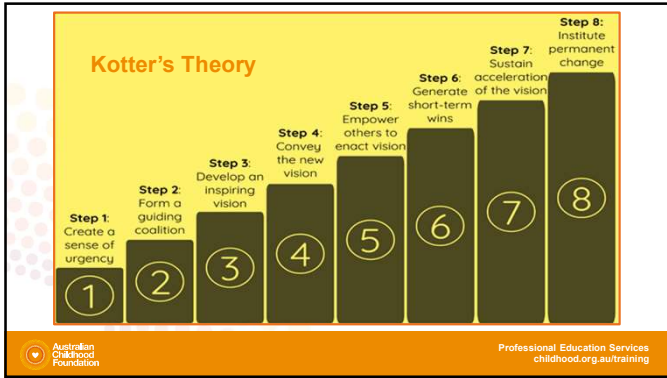 Kotter's Theory
Step 1:
Create a
sense of
urgency
Step 2:
Form a
guiding
coalition
Step 3:
Develop an
inspiring
vision
Step 4:
Convey
the new
vision
Step 5:
Empower
others to
enact vision
Step 6:
Generate
short-term
wins
Step 7:
Sustain
acceleration
of the vision
Step 8:
Institute
permanent
change
1
2
3
4
5
6
7
8
Australian
Childhood
Foundation
Professional Education Services
childhood.org.au/training